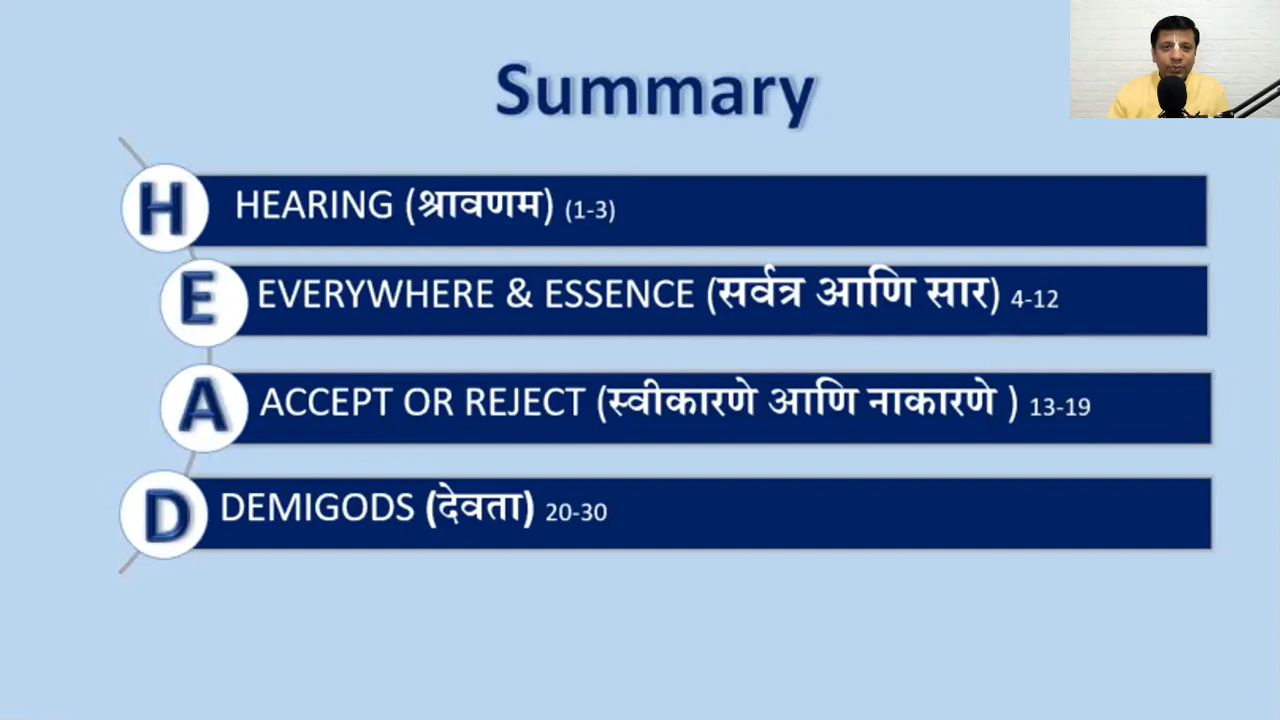 Summary
H HEARING (श्रावणम) (1-3)
E EVERYWHERE & ESSENCE (सर्वत्र आणि सार) 4-12
A ACCEPT OR REJECT (स्वीकारणे आणि नाकारणे ) 13-19
D DEMIGODS (देवता) 20-30